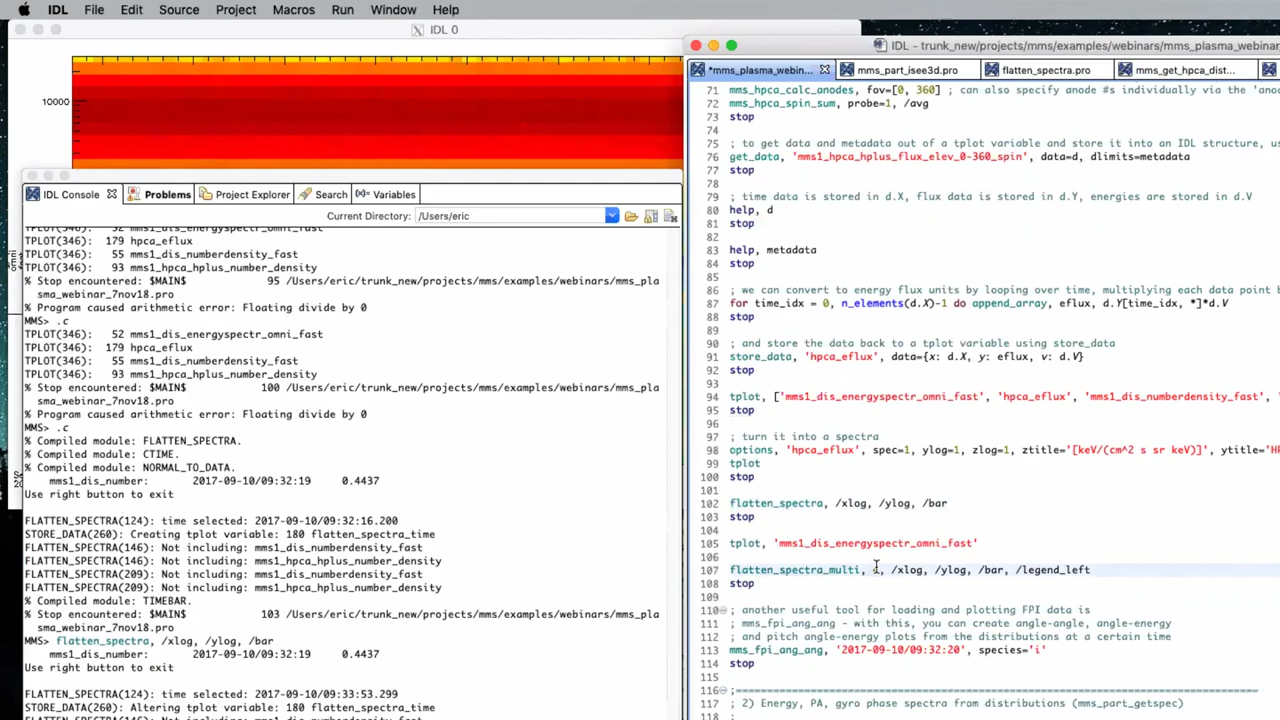 IDL File Edit Source Project Macros Run Window Help
IDL 0
10000
IDL - trunk_new/projects/mms/examples/webinars/mms_plasma_webinar
*mms_plasma_webin... mms_part_isee3d.pro flatten_spectra.pro mms_get_hpca_dist...
IDL Console Problems Project Explorer Search Variables
Current Directory: /Users/eric
TPLOT(346): 52 mms1_dis_energyspectr_omni_fast
TPLOT(346): 179 hpca_eflux
TPLOT(346): 55 mms1_dis_numberdensity_fast
TPLOT(346): 93 mms1_hpca_hplus_number_density
% Stop encountered: $MAIN$ 95 /Users/eric/trunk_new/projects/mms/examples/webinars/mms_pla
sma_webinar_7nov18.pro
% Program caused arithmetic error: Floating divide by 0
MMS> .c
TPLOT(346): 52 mms1_dis_energyspectr_omni_fast
TPLOT(346): 179 hpca_eflux
TPLOT(346): 55 mms1_dis_numberdensity_fast
TPLOT(346): 93 mms1_hpca_hplus_number_density
% Stop encountered: $MAIN$ 100 /Users/eric/trunk_new/projects/mms/examples/webinars/mms_pla
sma_webinar_7nov18.pro
% Program caused arithmetic error: Floating divide by 0
MMS> .c
% Compiled module: FLATTEN_SPECTRA.
% Compiled module: CTIME.
% Compiled module: NORMAL_TO_DATA.
mms1_dis_number: 2017-09-10/09:32:19 0.4437
Use right button to exit
FLATTEN_SPECTRA(124): time selected: 2017-09-10/09:32:16.200
STORE_DATA(260): Creating tplot variable: 180 flatten_spectra_time
FLATTEN_SPECTRA(146): Not including: mms1_dis_numberdensity_fast
FLATTEN_SPECTRA(146): Not including: mms1_hpca_hplus_number_density
FLATTEN_SPECTRA(209): Not including: mms1_dis_numberdensity_fast
FLATTEN_SPECTRA(209): Not including: mms1_hpca_hplus_number_density
% Compiled module: TIMEBAR.
% Stop encountered: $MAIN$ 103 /Users/eric/trunk_new/projects/mms/examples/webinars/mms_pla
sma_webinar_7nov18.pro
MMS> flatten_spectra, /xlog, /ylog, /bar
mms1_dis_number: 2017-09-10/09:32:19 0.4437
Use right button to exit
FLATTEN_SPECTRA(124): time selected: 2017-09-10/09:33:53.299
STORE_DATA(260): Altering tplot variable: 180 flatten_spectra_time
71 mms_hpca_calc_anodes, fov=[0, 360] ; can also specify anode #s individually via the 'anod
72 mms_hpca_spin_sum, probe=1, /avg
73 stop
74
75 ; to get data and metadata out of a tplot variable and store it into an IDL structure, us
76 get_data, 'mms1_hpca_hplus_flux_elev_0-360_spin', data=d, dlimits=metadata
77 stop
78
79 ; time data is stored in d.X, flux data is stored in d.Y, energies are stored in d.V
80 help, d
81 stop
82
83 help, metadata
84 stop
85
86 ; we can convert to energy flux units by looping over time, multiplying each data point b
87 for time_idx = 0, n_elements(d.X)-1 do append_array, eflux, d.Y[time_idx, *]*d.V
88 stop
89
90 ; and store the data back to a tplot variable using store_data
91 store_data, 'hpca_eflux', data={x: d.X, y: eflux, v: d.V}
92 stop
93
94 tplot, ['mms1_dis_energyspectr_omni_fast', 'hpca_eflux', 'mms1_dis_numberdensity_fast', '
95 stop
96
97 ; turn it into a spectra
98 options, 'hpca_eflux', spec=1, ylog=1, zlog=1, ztitle='[keV/(cm^2 s sr keV)]', ytitle='HP
99 tplot
100 stop
101
102 flatten_spectra, /xlog, /ylog, /bar
103 stop
104
105 tplot, 'mms1_dis_energyspectr_omni_fast'
106
107 flatten_spectra_multi, , /xlog, /ylog, /bar, /legend_left
108 stop
109
110 ; another useful tool for loading and plotting FPI data is
111 ; mms_fpi_ang_ang - with this, you can create angle-angle, angle-energy
112 ; and pitch angle-energy plots from the distributions at a certain time
113 mms_fpi_ang_ang, '2017-09-10/09:32:20', species='i'
114 stop
115
116 ;==============================================================================
117 ; 2) Energy, PA, gyro phase spectra from distributions (mms_part_getspec)
118 ;